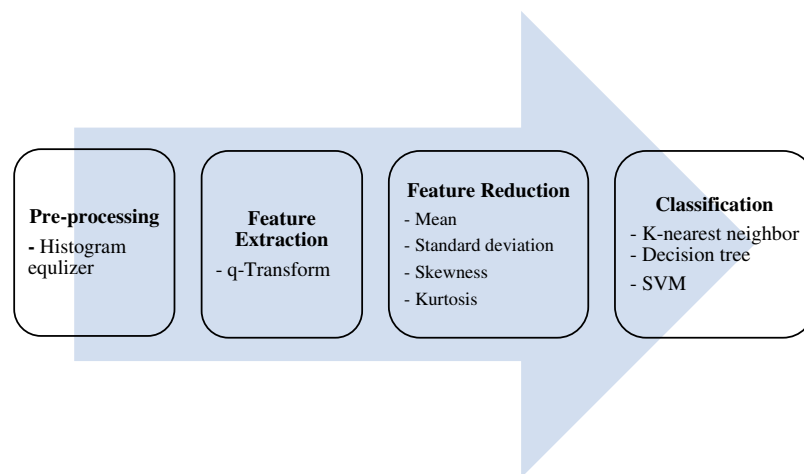 Pre-processing
- Histogram
equlizer
Feature
Extraction
- q-Transform
Feature Reduction
- Mean
- Standard deviation
- Skewness
- Kurtosis
Classification
- K-nearest neighbor
- Decision tree
- SVM